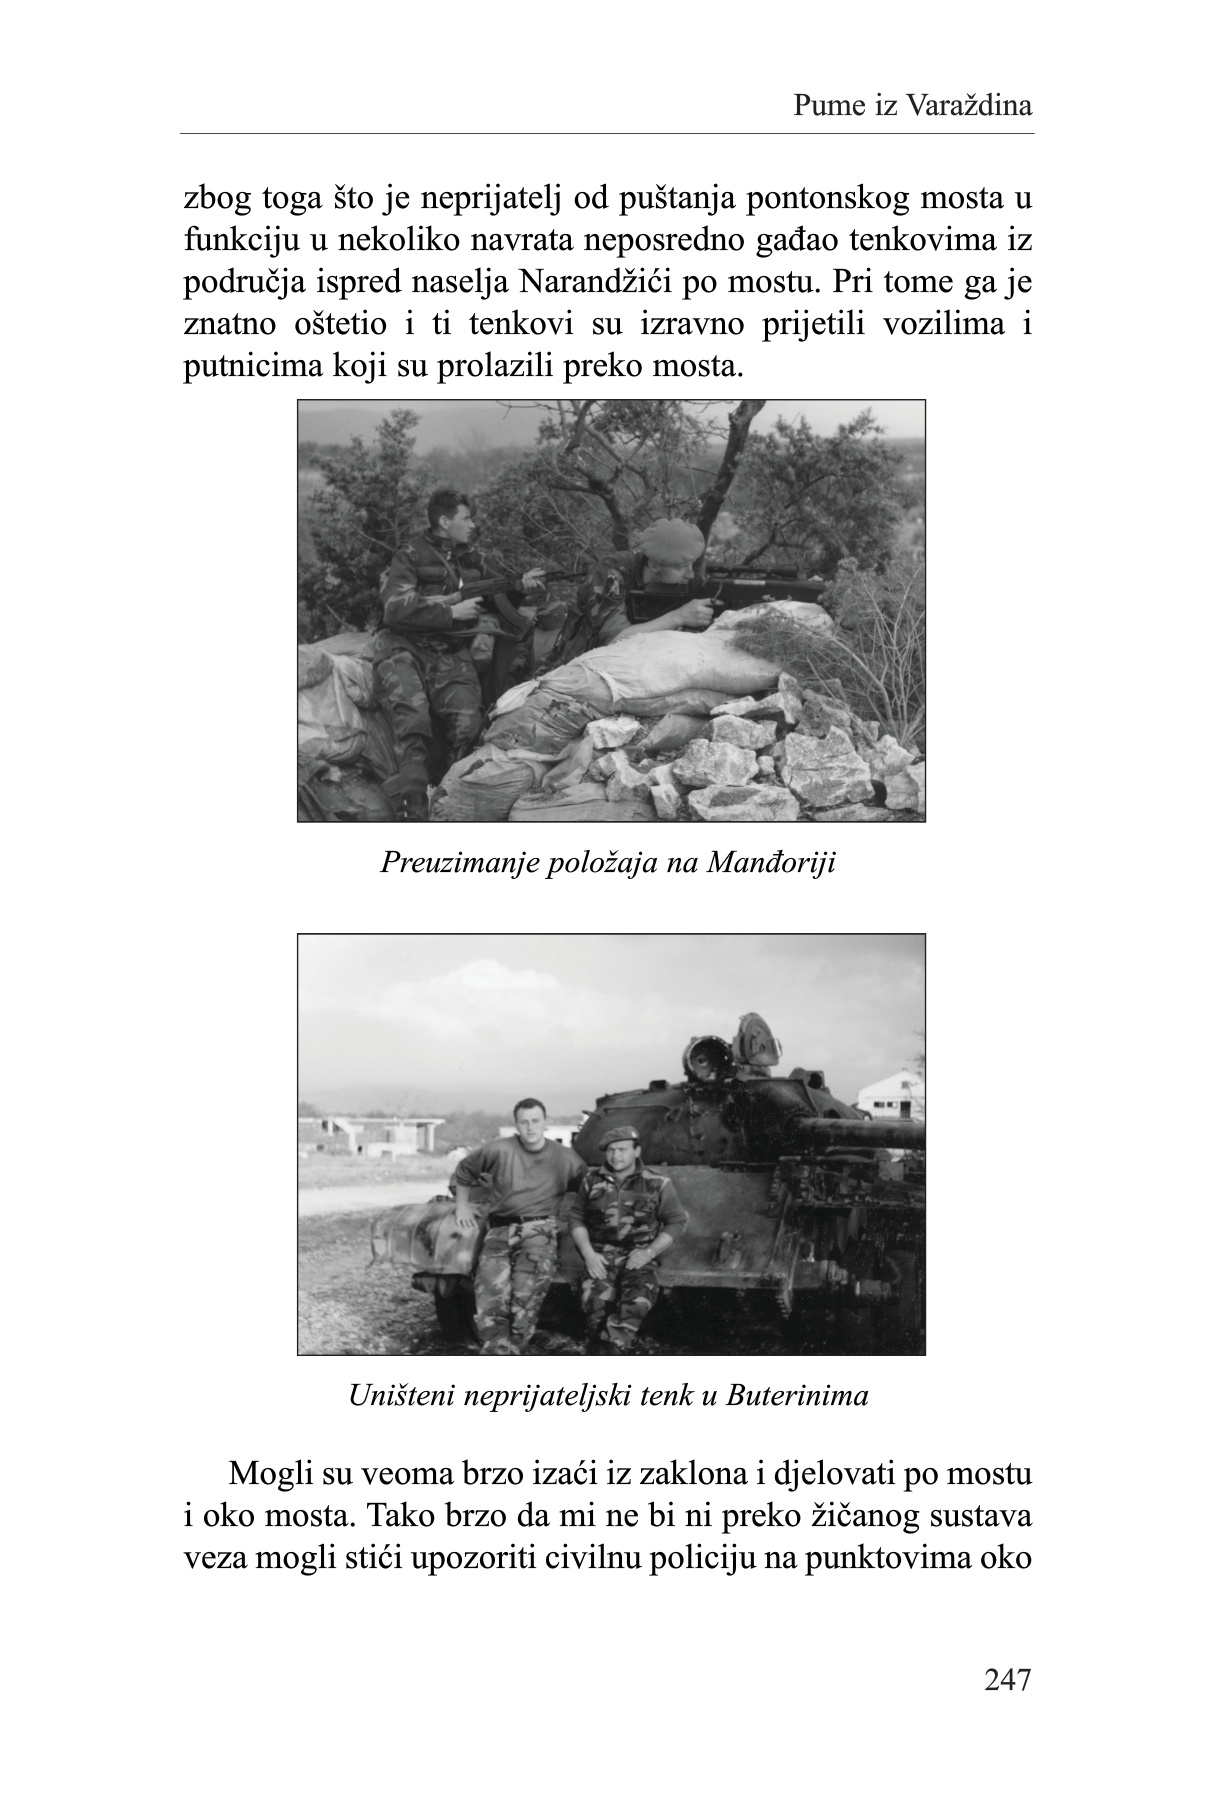 Pume iz Varaždina
zbog toga što je neprijatelj od puštanja pontonskog mosta u
funkciju u nekoliko navrata neposredno gađao tenkovima iz
područja ispred naselja Narandžići po mostu. Pri tome ga je
znatno oštetio i ti tenkovi su izravno prijetili vozilima i
putnicima koji su prolazili preko mosta.
Preuzimanje položaja na Manđoriji
Uništeni neprijateljski tenk u Buterinima
Mogli su veoma brzo izaći iz zaklona i djelovati po mostu
i oko mosta. Tako brzo da mi ne bi ni preko žičanog sustava
veza mogli stići upozoriti civilnu policiju na punktovima oko
247